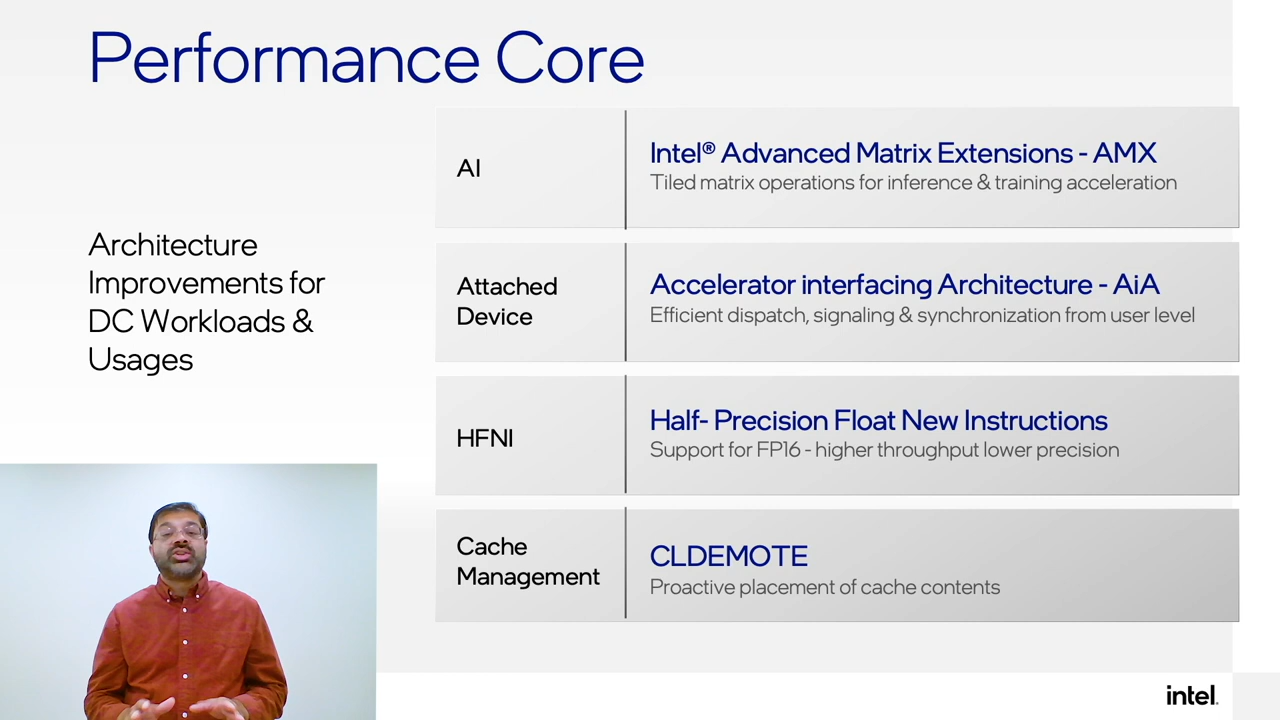 Performance Core
Architecture
Improvements for
DC Workloads &
Usages
AI
Intel® Advanced Matrix Extensions - AMX
Tiled matrix operations for inference & training acceleration
Attached
Device
Accelerator interfacing Architecture - AiA
Efficient dispatch, signaling & synchronization from user level
HFNI
Half- Precision Float New Instructions
Support for FP16 - higher throughput lower precision
Cache
Management
CLDEMOTE
Proactive placement of cache contents
intel.